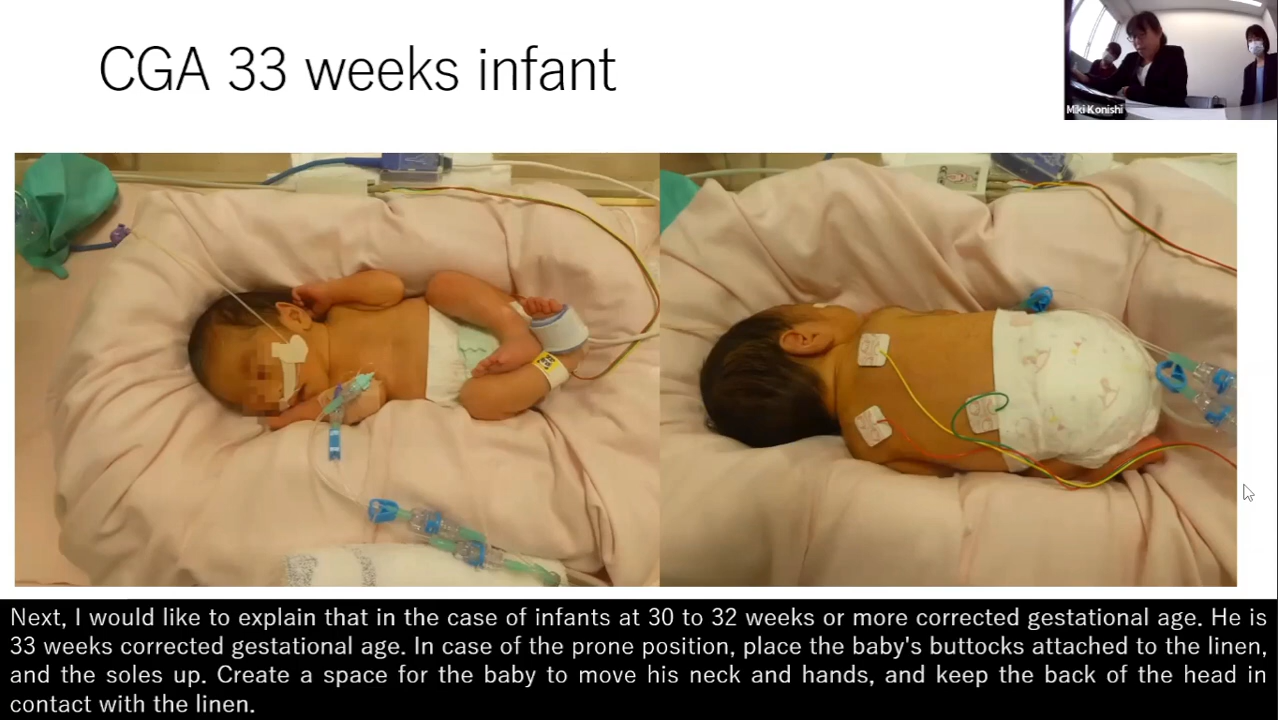 CGA 33 weeks infant
Miki Konishi
Next, I would like to explain that in the case of infants at 30 to 32 weeks or more corrected gestational age. He is
33 weeks corrected gestational age. In case of the prone position, place the baby's buttocks attached to the linen,
and the soles up. Create a space for the baby to move his neck and hands, and keep the back of the head in
contact with the linen.